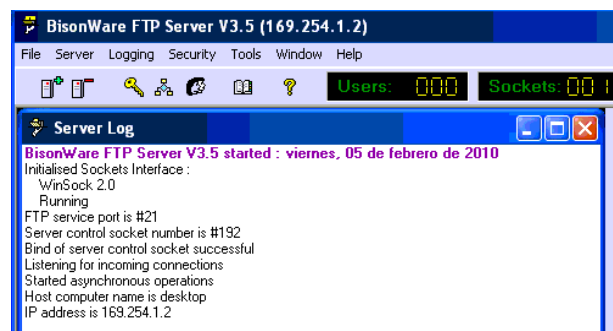 BisonWare FTP Server V3.5 (169.254.1.2)
File Server Logging Security Tools Window Help
Users: 000 Sockets: 001
Server Log
BisonWare FTP Server V3.5 started : viernes, 05 de febrero de 2010
Initialised Sockets Interface :
WinSock 2.0
Running
FTP service port is #21
Server control socket number is #192
Bind of server control socket successful
Listening for incoming connections
Started asynchronous operations
Host computer name is desktop
IP address is 169.254.1.2